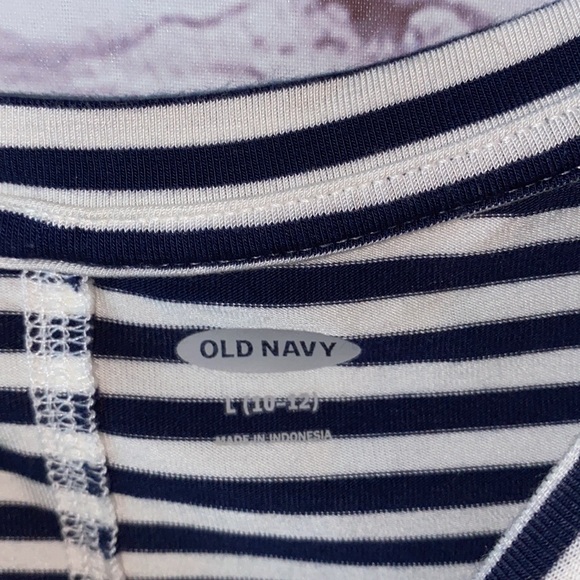 OLD NAVY
L (10-12)
MADE IN INDONESIA